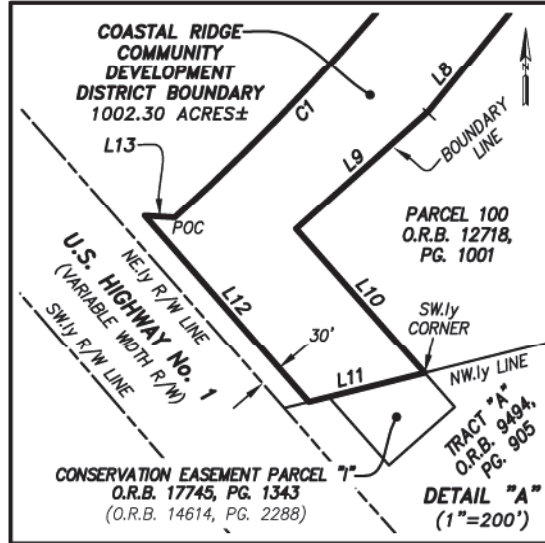 COASTAL RIDGE
COMMUNITY
DEVELOPMENT
DISTRICT BOUNDARY
1002.30 ACRES±
L13
C1
L8
L9
BOUNDARY
LINE
POC
PARCEL 100
O.R.B. 12718,
PG. 1001
U.S. HIGHWAY No. 1
(VARIABLE WIDTH R/W)
NE.ly R/W LINE
SW.ly R/W LINE
L12
L10
30'
SW.ly
CORNER
L11
NW.ly LINE
TRACT "A"
O.R.B. 9494,
PG. 905
CONSERVATION EASEMENT PARCEL "I"
O.R.B. 17745, PG. 1343
(O.R.B. 14614, PG. 2288)
DETAIL "A"
(1"=200')